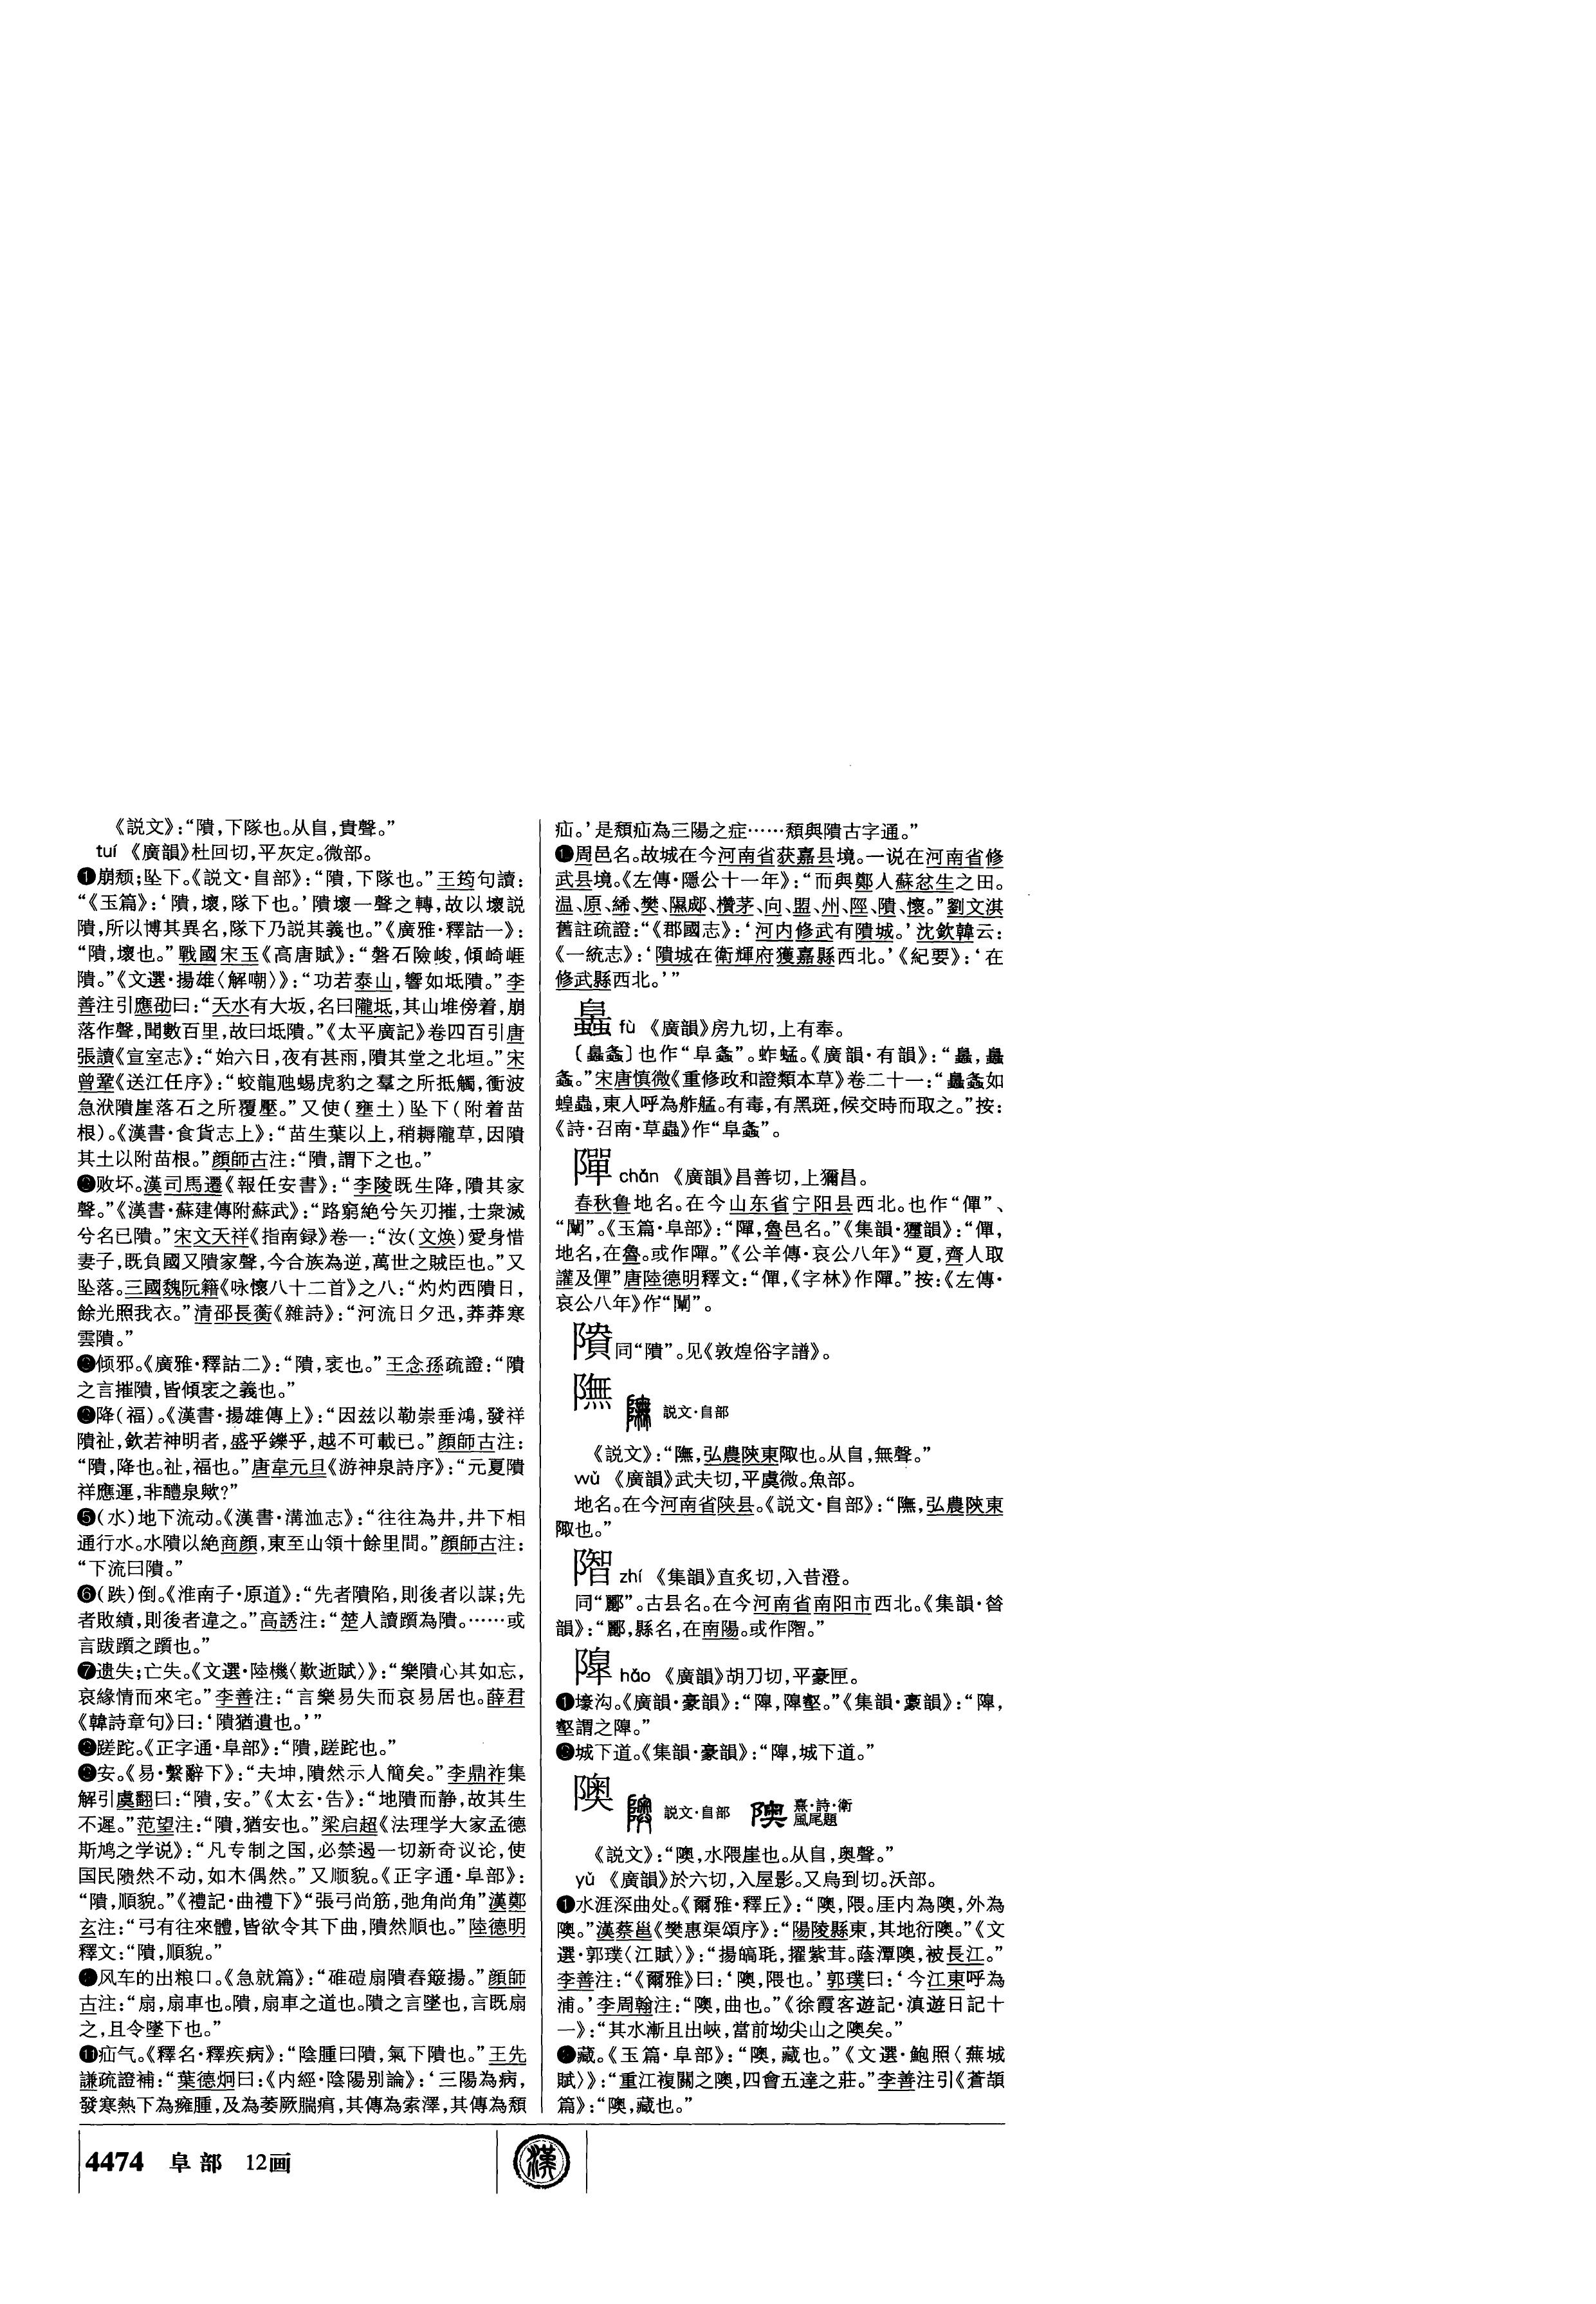 《説文》:“隤,下隊也。从𨸏,貴聲。”
tuí 《廣韻》杜回切,平灰定。微部。
❶崩颓;坠下。《説文·𨸏部》:“隤,下隊也。”王筠句讀:
“《玉篇》:‘隤,壞,隊下也。’隤壞一聲之轉,故以壞説
隤,所以博其異名,隊下乃説其義也。”《廣雅·釋詁一》:
“隤,壞也。”戰國宋玉《高唐賦》:“磐石險峻,傾崎崕
隤。”《文選·揚雄〈解嘲〉》:“功若泰山,響如坻隤。”李
善注引應劭曰:“天水有大坂,名曰隴坻,其山堆傍着,崩
落作聲,聞數百里,故曰坻隤。”《太平廣記》卷四百引唐
張讀《宣室志》:“始六日,夜有甚雨,隤其堂之北垣。”宋
曾鞏《送江任序》:“蛟龍虺蜴虎豹之羣之所抵觸,衝波
急洑隤崖落石之所覆壓。”又使(壅土)坠下(附着苗
根)。《漢書·食貨志上》:“苗生葉以上,稍耨隴草,因隤
其土以附苗根。”顔師古注:“隤,謂下之也。”
❷败坏。漢司馬遷《報任安書》:“李陵既生降,隤其家
聲。”《漢書·蘇建傳附蘇武》:“路窮絶兮矢刃摧,士衆滅
兮名已隤。”宋文天祥《指南録》卷一:“汝(文焕)愛身惜
妻子,既負國又隤家聲,今合族為逆,萬世之賊臣也。”又
坠落。三國魏阮籍《咏懷八十二首》之八:“灼灼西隤日,
餘光照我衣。”清邵長蘅《雜詩》:“河流日夕迅,莽莽寒
雲隤。”
❸倾邪。《廣雅·釋詁二》:“隤,衺也。”王念孫疏證:“隤
之言摧隤,皆傾衺之義也。”
❹降(福)。《漢書·揚雄傳上》:“因兹以勒崇垂鴻,發祥
隤祉,欽若神明者,盛乎鑠乎,越不可載已。”顔師古注:
“隤,降也。祉,福也。”唐韋元旦《游神泉詩序》:“元夏隤
祥應運,非醴泉歟?”
❺(水)地下流动。《漢書·溝洫志》:“往往為井,井下相
通行水。水隤以絶商顔,東至山領十餘里間。”顔師古注:
“下流曰隤。”
❻(跌)倒。《淮南子·原道》:“先者隤陷,則後者以謀;先
者敗績,則後者違之。”高誘注:“楚人讀躓為隤。……或
言跋躓之躓也。”
❼遗失;亡失。《文選·陸機〈歎逝賦〉》:“樂隤心其如忘,
哀緣情而來宅。”李善注:“言樂易失而哀易居也。薛君
《韓詩章句》曰:‘隤猶遺也。’”
❽蹉跎。《正字通·阜部》:“隤,蹉跎也。”
❾安。《易·繫辭下》:“夫坤,隤然示人簡矣。”李鼎祚集
解引虞翻曰:“隤,安。”《太玄·告》:“地隤而静,故其生
不遲。”范望注:“隤,猶安也。”梁启超《法理学大家孟德
斯鸠之学说》:“凡专制之国,必禁遏一切新奇议论,使
国民隤然不动,如木偶然。”又顺貌。《正字通·阜部》:
“隤,順貌。”《禮記·曲禮下》“張弓尚筋,弛角尚角”漢鄭
玄注:“弓有往來體,皆欲令其下曲,隤然順也。”陸德明
釋文:“隤,順貌。”
❿风车的出粮口。《急就篇》:“碓磑扇隤舂簸揚。”顔師
古注:“扇,扇車也。隤,扇車之道也。隤之言墜也,言既扇
之,且令墜下也。”
⓫疝气。《釋名·釋疾病》:“陰腫曰隤,氣下隤也。”王先
謙疏證補:“葉德炯曰:《内經·陰陽别論》:‘三陽為病,
發寒熱下為癰腫,及為萎厥腨㾓,其傳為索澤,其傳為頽
疝。’是頽疝為三陽之症……頽與隤古字通。”
⓬周邑名。故城在今河南省获嘉县境。一说在河南省修
武县境。《左傳·隱公十一年》:“而與鄭人蘇忿生之田。
温、原、絺、樊、隰郕、欑茅、向、盟、州、陘、隤、懷。”劉文淇
舊註疏證:“《郡國志》:‘河内修武有隤城。’沈欽韓云:
《一統志》:‘隤城在衛輝府獲嘉縣西北。’《紀要》:‘在
修武縣西北。’”
𧒂 fù 《廣韻》房九切,上有奉。
〔𧒂螽〕也作“阜螽”。蚱蜢。《廣韻·有韻》:“𧒂,𧒂
螽。”宋唐慎微《重修政和證類本草》卷二十一:“𧒂螽如
蝗蟲,東人呼為舴艋。有毒,有黑斑,候交時而取之。”按:
《詩·召南·草蟲》作“阜螽”。
𨼒 chǎn 《廣韻》昌善切,上獮昌。
春秋鲁地名。在今山东省宁阳县西北。也作“僤”、
“闡”。《玉篇·阜部》:“𨼒,魯邑名。”《集韻·𤣗韻》:“僤,
地名,在魯。或作𨼒。”《公羊傳·哀公八年》“夏,齊人取
讙及僤”唐陸德明釋文:“僤,《字林》作𨼒。”按:《左傳·
哀公八年》作“闡”。
同“隤”。见《敦煌俗字譜》。
𨼊 説文·𨸏部
《説文》:“𨼊,弘農陝東陬也。从𨸏,無聲。”
wǔ 《廣韻》武夫切,平虞微。魚部。
地名。在今河南省陕县。《説文·𨸏部》:“𨼊,弘農陝東
陬也。”
zhí 《集韻》直炙切,入昔澄。
同“酈”。古县名。在今河南省南阳市西北。《集韻·㫺
韻》:“酈,縣名,在南陽。或作𨼓。”
𨼍 hǎo 《廣韻》胡刀切,平豪匣。
❶壕沟。《廣韻·豪韻》:“𨼍,𨼍壑。”《集韻·豪韻》:“𨼍,
壑謂之𨼍。”
❷城下道。《集韻·豪韻》:“𨼍,城下道。”
隩 説文·𨸏部 熹·詩·衛風尾題
《説文》:“隩,水隈崖也。从𨸏,奥聲。”
yǔ 《廣韻》於六切,入屋影。又烏到切。沃部。
❶水涯深曲处。《爾雅·釋丘》:“隩,隈。厓内為隩,外為
隩。”漢蔡邕《樊惠渠頌序》:“陽陵縣東,其地衍隩。”《文
選·郭璞〈江賦〉》:“揚皜毦,擢紫茸。蔭潭隩,被長江。”
李善注:“《爾雅》曰:‘隩,隈也。’郭璞曰:‘今江東呼為
浦。’李周翰注:“隩,曲也。”《徐霞客遊記·滇遊日記十
一》:“其水漸且出峽,當前坳尖山之隩矣。”
❷藏。《玉篇·阜部》:“隩,藏也。”《文選·鮑照〈蕪城
賦〉》:“重江複關之隩,四會五達之莊。”李善注引《蒼頡
篇》:“隩,藏也。”
4474 阜部 12画
漢